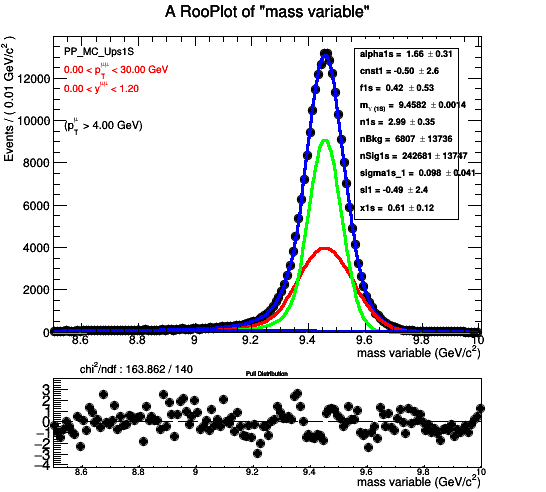 A RooPlot of "mass variable"
Events / ( 0.01 GeV/c² )
PP_MC_Ups1S
0.00 < p_T^μμ < 30.00 GeV
0.00 < y^μμ < 1.20
(p_T^μ > 4.00 GeV)
alpha1s = 1.66 ± 0.31
cnst1 = -0.50 ± 2.6
f1s = 0.42 ± 0.53
m_Υ (1S) = 9.4582 ± 0.0014
n1s = 2.99 ± 0.35
nBkg = 6807 ± 13736
nSig1s = 242681 ± 13747
sigma1s_1 = 0.098 ± 0.041
sl1 = -0.49 ± 2.4
x1s = 0.61 ± 0.12
12000
10000
8000
6000
4000
2000
0
8.6 8.8 9 9.2 9.4 9.6 9.8 10
mass variable (GeV/c²)
chi²/ndf : 163.862 / 140
Pull Distribution
3
2
1
0
−1
−2
−3
−4
8.6 8.8 9 9.2 9.4 9.6 9.8 10
mass variable (GeV/c²)